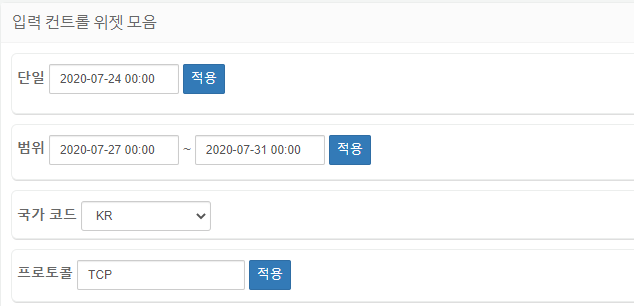 입력 컨트롤 위젯 모음
단일 2020-07-24 00:00 적용
범위 2020-07-27 00:00 ~ 2020-07-31 00:00 적용
국가 코드 KR
프로토콜 TCP 적용